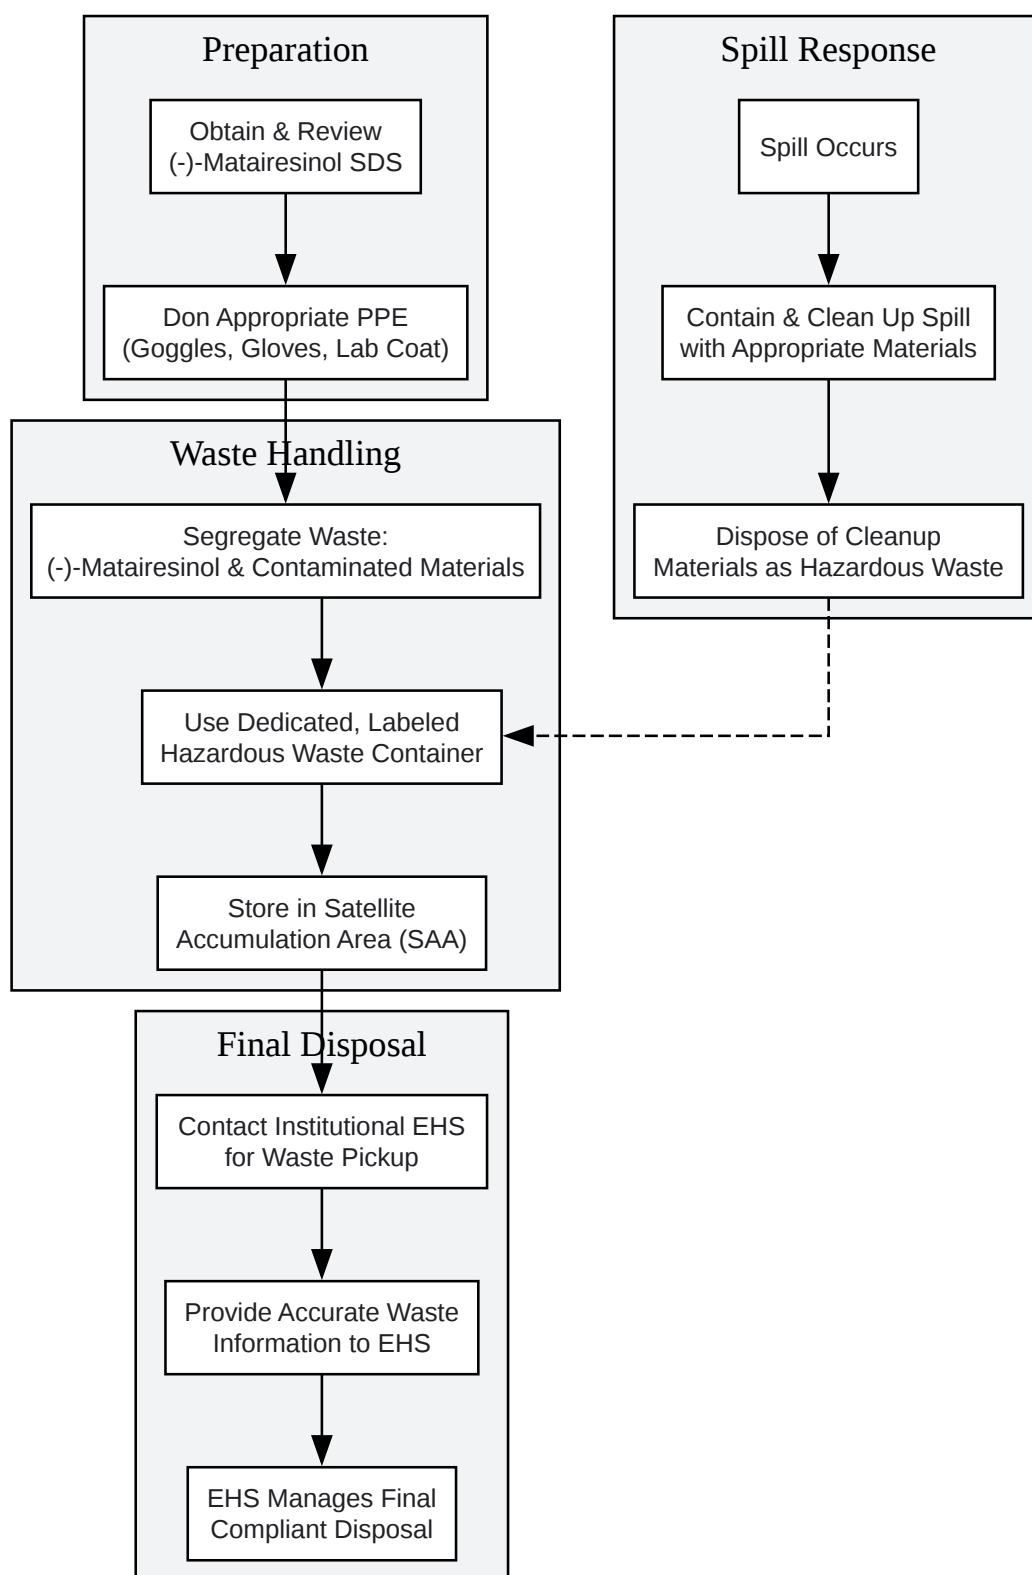 Preparation
Obtain & Review
(-)-Matairesinol SDS
Don Appropriate PPE
(Goggles, Gloves, Lab Coat)
Waste Handling
Segregate Waste:
(-)-Matairesinol & Contaminated Materials
Use Dedicated, Labeled
Hazardous Waste Container
Store in Satellite
Accumulation Area (SAA)
Final Disposal
Contact Institutional EHS
for Waste Pickup
Provide Accurate Waste
Information to EHS
EHS Manages Final
Compliant Disposal
Spill Response
Spill Occurs
Contain & Clean Up Spill
with Appropriate Materials
Dispose of Cleanup
Materials as Hazardous Waste